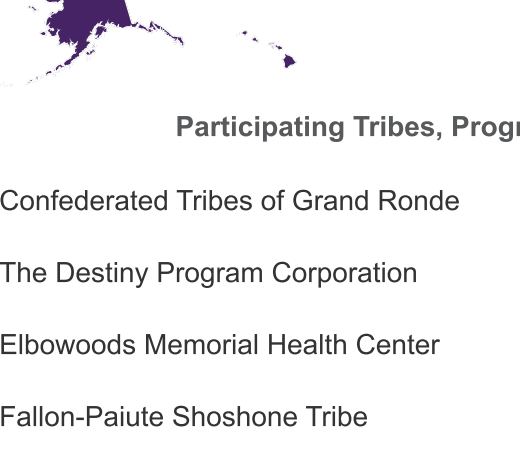 Participating Tribes,
Confederated Tribes of Grand Ronde
The Destiny Program Corporation
Elbowoods Memorial Health Center
Fallon-Paiute Shoshone Tribe